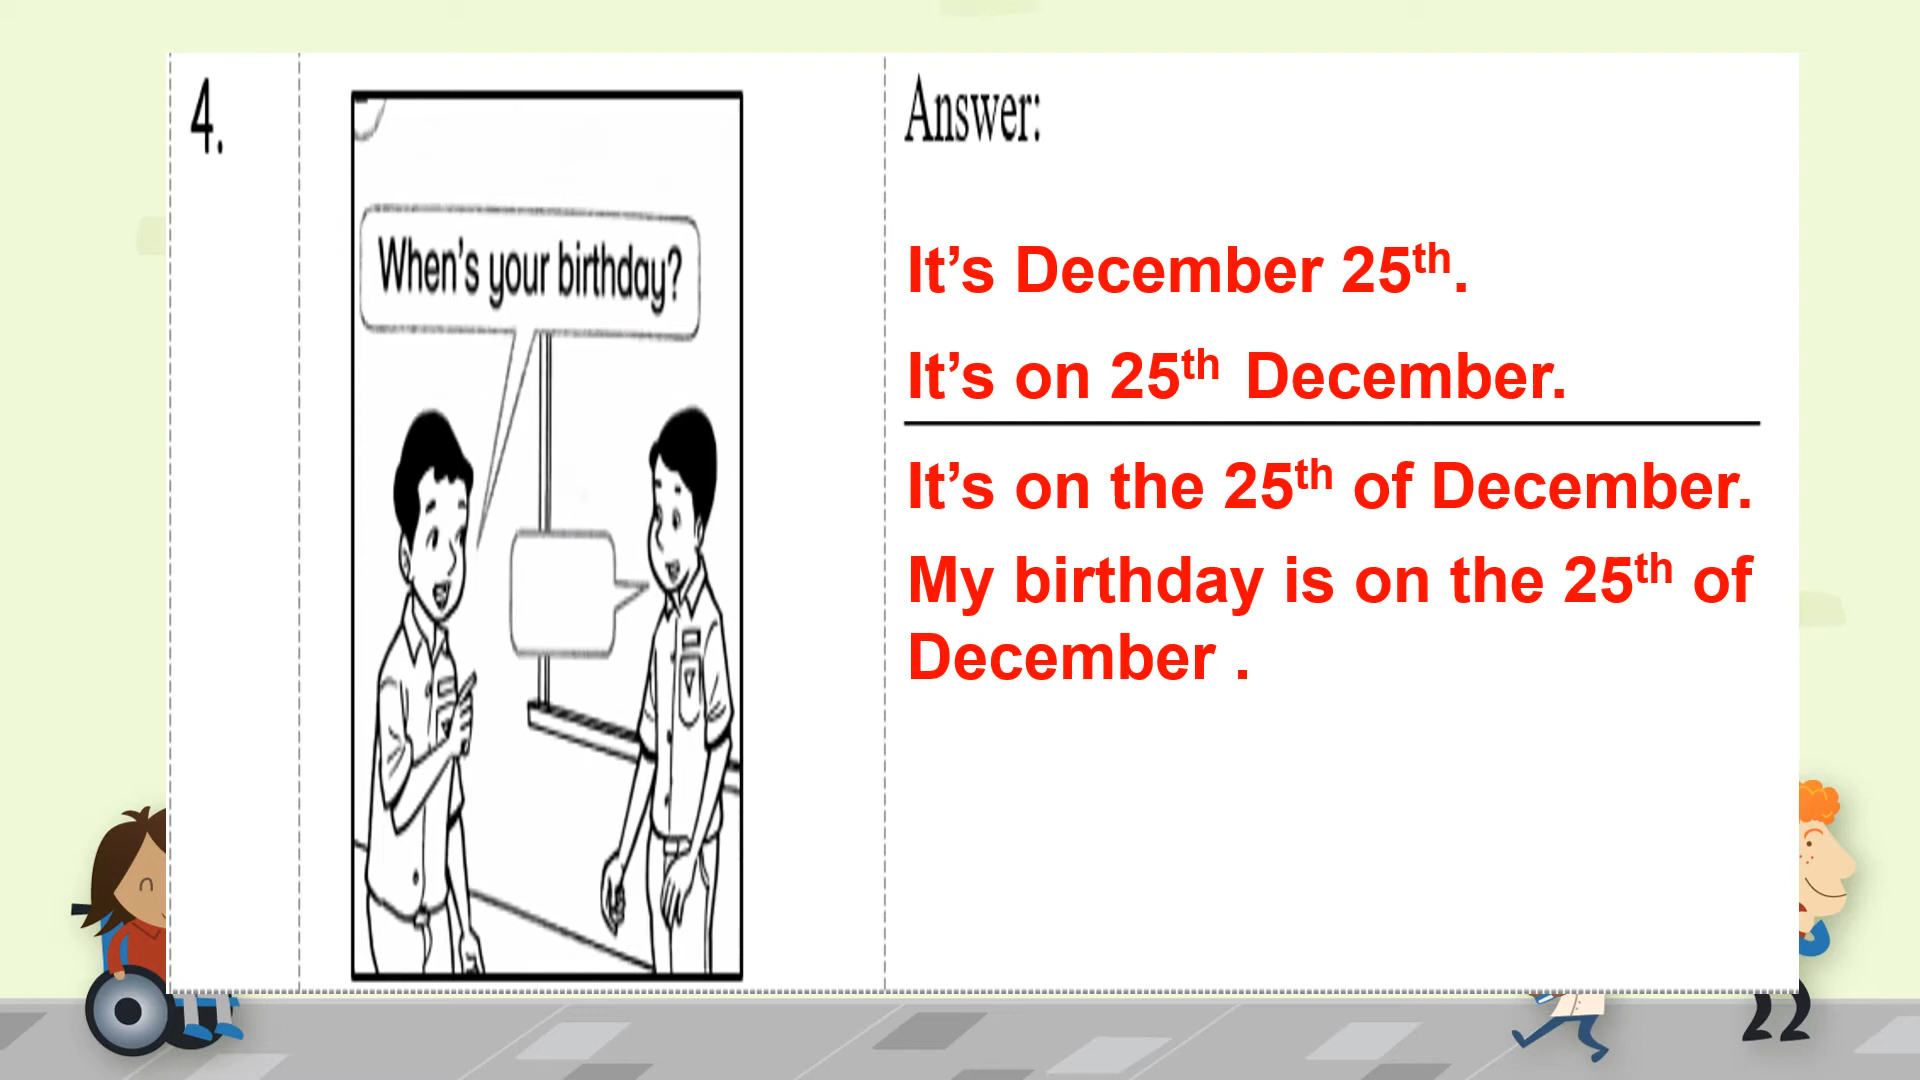 4.
When's your birthday?
Answer:
It’s December 25th.
It’s on 25th December.
It’s on the 25th of December.
My birthday is on the 25th of
December .